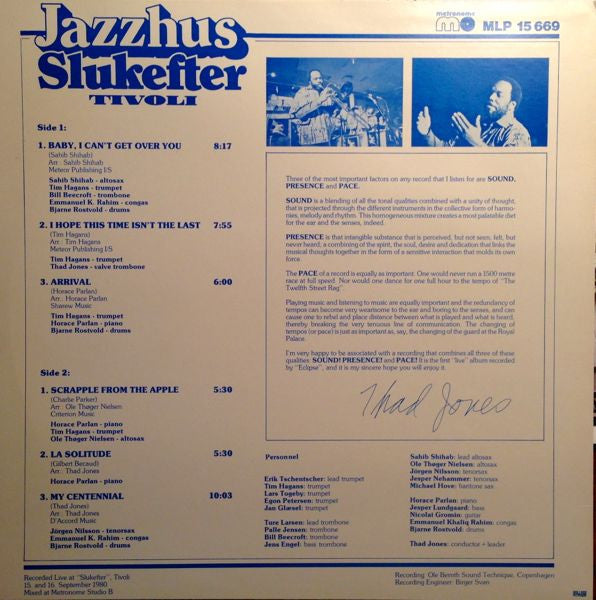 Jazzhus
Slukefter
TIVOLI
metronome
MLP 15 669
Side 1:
1. BABY, I CAN'T GET OVER YOU 8:17
(Sahib Shihab)
Arr : Sahib Shihab
Meteor Publishing I/S
Sahib Shihab - altosax
Tim Hagans - trumpet
Bill Beecroft - trombone
Emmanuel K. Rahim - congas
Bjarne Rostvold - drums
2. I HOPE THIS TIME ISN'T THE LAST 7:55
(Tim Hagans)
Arr : Tim Hagans
Meteor Publishing I/S
Tim Hagans - trumpet
Thad Jones - valve trombone
3. ARRIVAL 6:00
(Horace Parlan)
Arr : Horace Parlan
Sharew Music
Tim Hagans - trumpet
Horace Parlan - piano
Bjarne Rostvold - drums
Side 2:
1. SCRAPPLE FROM THE APPLE 5:30
(Charlie Parker)
Arr : Ole Thøger Nielsen
Criterion Music
Horace Parlan - piano
Tim Hagans - trumpet
Ole Thøger Nielsen - altosax
2. LA SOLITUDE 5:30
(Gilbert Becaud)
Arr : Thad Jones
Horace Parlan - piano
3. MY CENTENNIAL 10:03
(Thad Jones)
Arr : Thad Jones
D'Accord Music
Jörgen Nilsson - tenorsax
Emmanuel K. Rahim - congas
Bjarne Rostvold - drums
Three of the most important factors on any record that I listen for are SOUND,
PRESENCE and PACE.
SOUND is a blending of all the tonal qualities combined with a unity of thought,
that is projected through the different instruments in the collective form of harmo-
nies, melody and rhythm. This homogeneous mixture creates a most palatable diet
for the ear and the senses, indeed.
PRESENCE is that intangible substance that is perceived, but not seen, felt, but
never heard; a combining of the spirit, the soul, desire and dedication that links the
musical thoughts together in the form of a sensitive interaction that molds its own
force.
The PACE of a record is equally as important. One would never run a 1500 metre
race at full speed. Nor would one dance for one full hour to the tempo of "The
Twelfth Street Rag"
Playing music and listening to music are equally important and the redundancy of
tempos can become very wearisome to the ear and boring to the senses, and can
cause one to rebel and place distance between what is played and what is heard,
thereby breaking the very tenuous line of communication. The changing of
tempos (or pace) is just as important as, say, the changing of the guard at the Royal
Palace.
I'm very happy to be associated with a recording that combines all three of these
qualities: SOUND! PRESENCE! and PACE! It is the first "live" album recorded
by "Eclipse", and it is my sincere hope you will enjoy it.
Thad Jones
Personnel
Erik Tschentscher: lead trumpet
Tim Hagans: trumpet
Lars Togeby: trumpet
Egon Petersen: trumpet
Jan Glæsel: trumpet
Ture Larsen: lead trombone
Palle Jensen: trombone
Bill Beecroft: trombone
Jens Engel: bass trombone
Sahib Shihab: lead altosax
Ole Thøger Nielsen: altosax
Jörgen Nilsson: tenorsax
Jesper Nehammer: tenorsax
Michael Hove: baritone sax
Horace Parlan: piano
Jesper Lundgaard: bass
Nicolai Gromin: guitar
Emmanuel Khaliq Rahim: congas
Bjarne Rostvold: drums
Thad Jones: conductor + leader
Recorded Live at "Slukefter", Tivoli
15. and 16. September 1980.
Mixed at Metronome Studio B
Recording: Ole Bernth Sound Technique, Copenhagen
Recording Engineer: Birger Svan